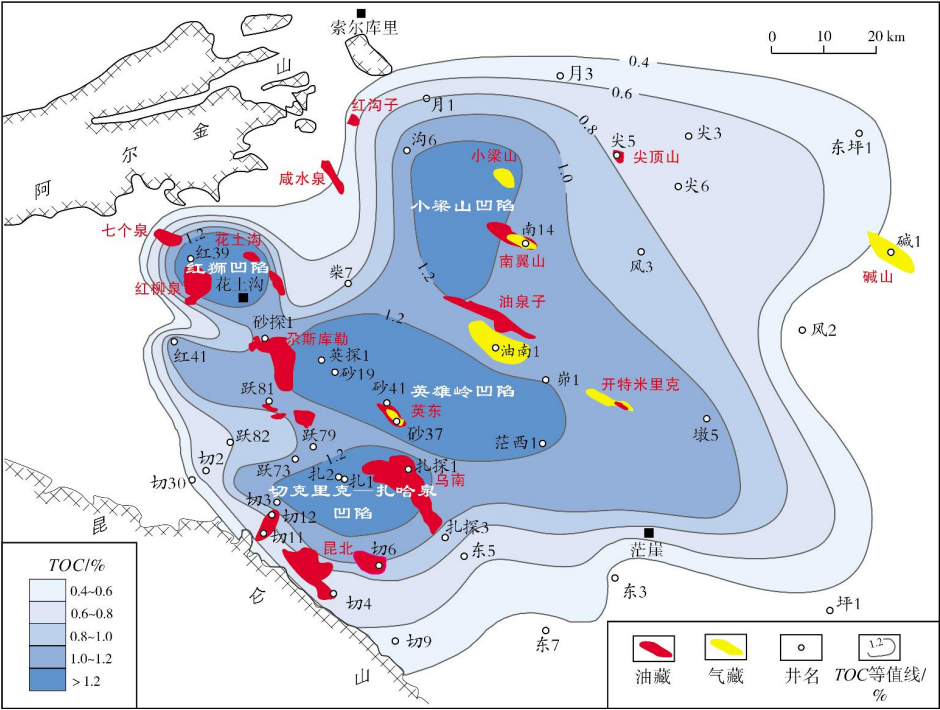 索尔库里
0 10 20 km
山
月3
0.4
0.6
红沟子
月1
0.8
金
沟6
尖5
尖3
东坪1
尔
小梁山
尖顶山
1.0
阿
咸水泉
尖6
小梁山凹陷
七个泉
1.2
花土沟
南14
碱1
红39
南翼山
风3
红狮凹陷
柴7
1.2
碱山
红柳泉
花土沟
油泉子
砂探1
1.2
风2
尕斯库勒
红41
英探1
油南1
砂19
昴1
开特米里克
英雄岭凹陷
跃81
砂41
英东
墩5
砂37
跃82
跃79
茫西1
1.2
切2
跃73
扎探1
切30
扎2
扎1
乌南
切克里克—扎哈泉
凹陷
切3
切12
昆
切11
扎探3
昆北
切6
东5
茫崖
仑
切4
东3
坪1
切9
东7
山
TOC/%
0.4~0.6
0.6~0.8
0.8~1.0
1.0~1.2
>1.2
1.2
油藏
气藏
井名
TOC等值线/
%